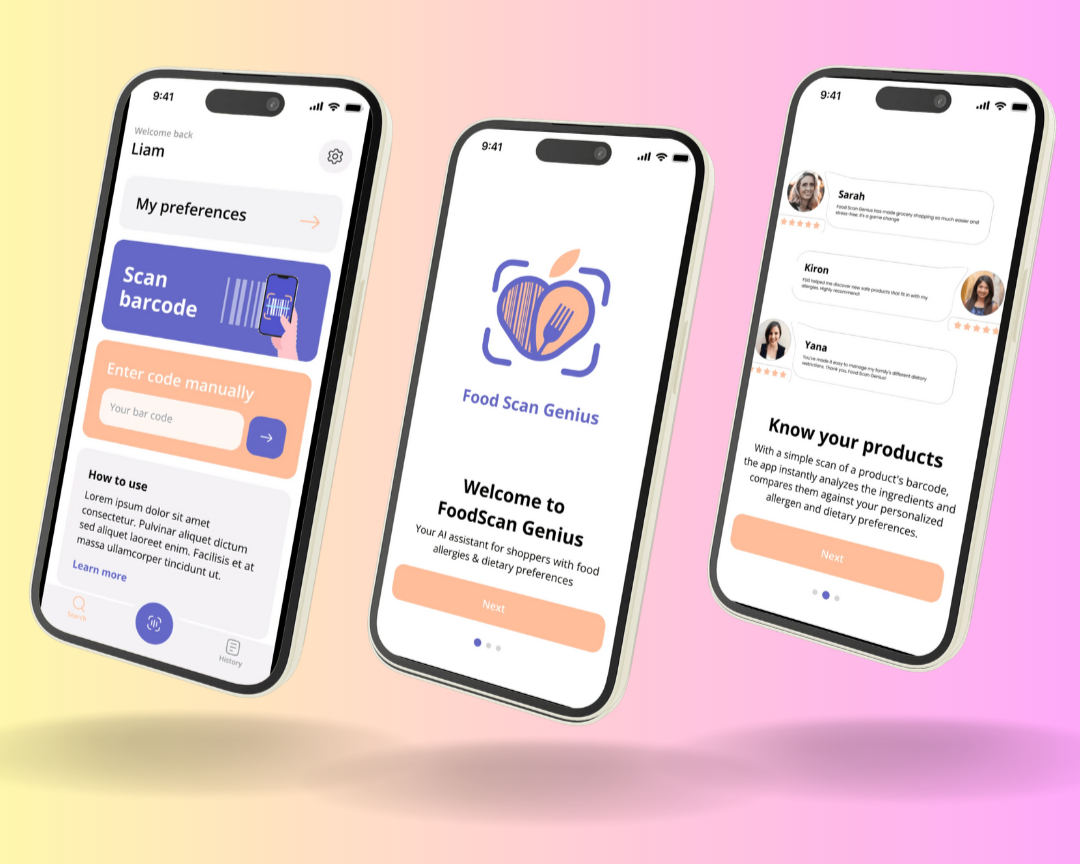 9:41
Welcome back
Liam
My preferences
Scan
barcode
Enter code manually
Your bar code
How to use
Lorem ipsum dolor sit amet
consectetur. Pulvinar aliquet dictum
sed aliquet laoreet enim. Facilisis et at
massa ullamcorper tincidunt ut.
Learn more
Search
History
9:41
Food Scan Genius
Welcome to
FoodScan Genius
Your AI assistant for shoppers with food
allergies & dietary preferences
Next
9:41
Sarah
Food Scan Genius has made grocery shopping so much easier and
stress-free. It's a game change
Kiron
FSG helped me discover new safe products that fit in with my
allergies. Highly recommend!
Yana
You've made it easy to manage my family's different dietary
restrictions. Thank you, Food Scan Genius!
Know your products
With a simple scan of a product's barcode,
the app instantly analyzes the ingredients and
compares them against your personalized
allergen and dietary preferences.
Next